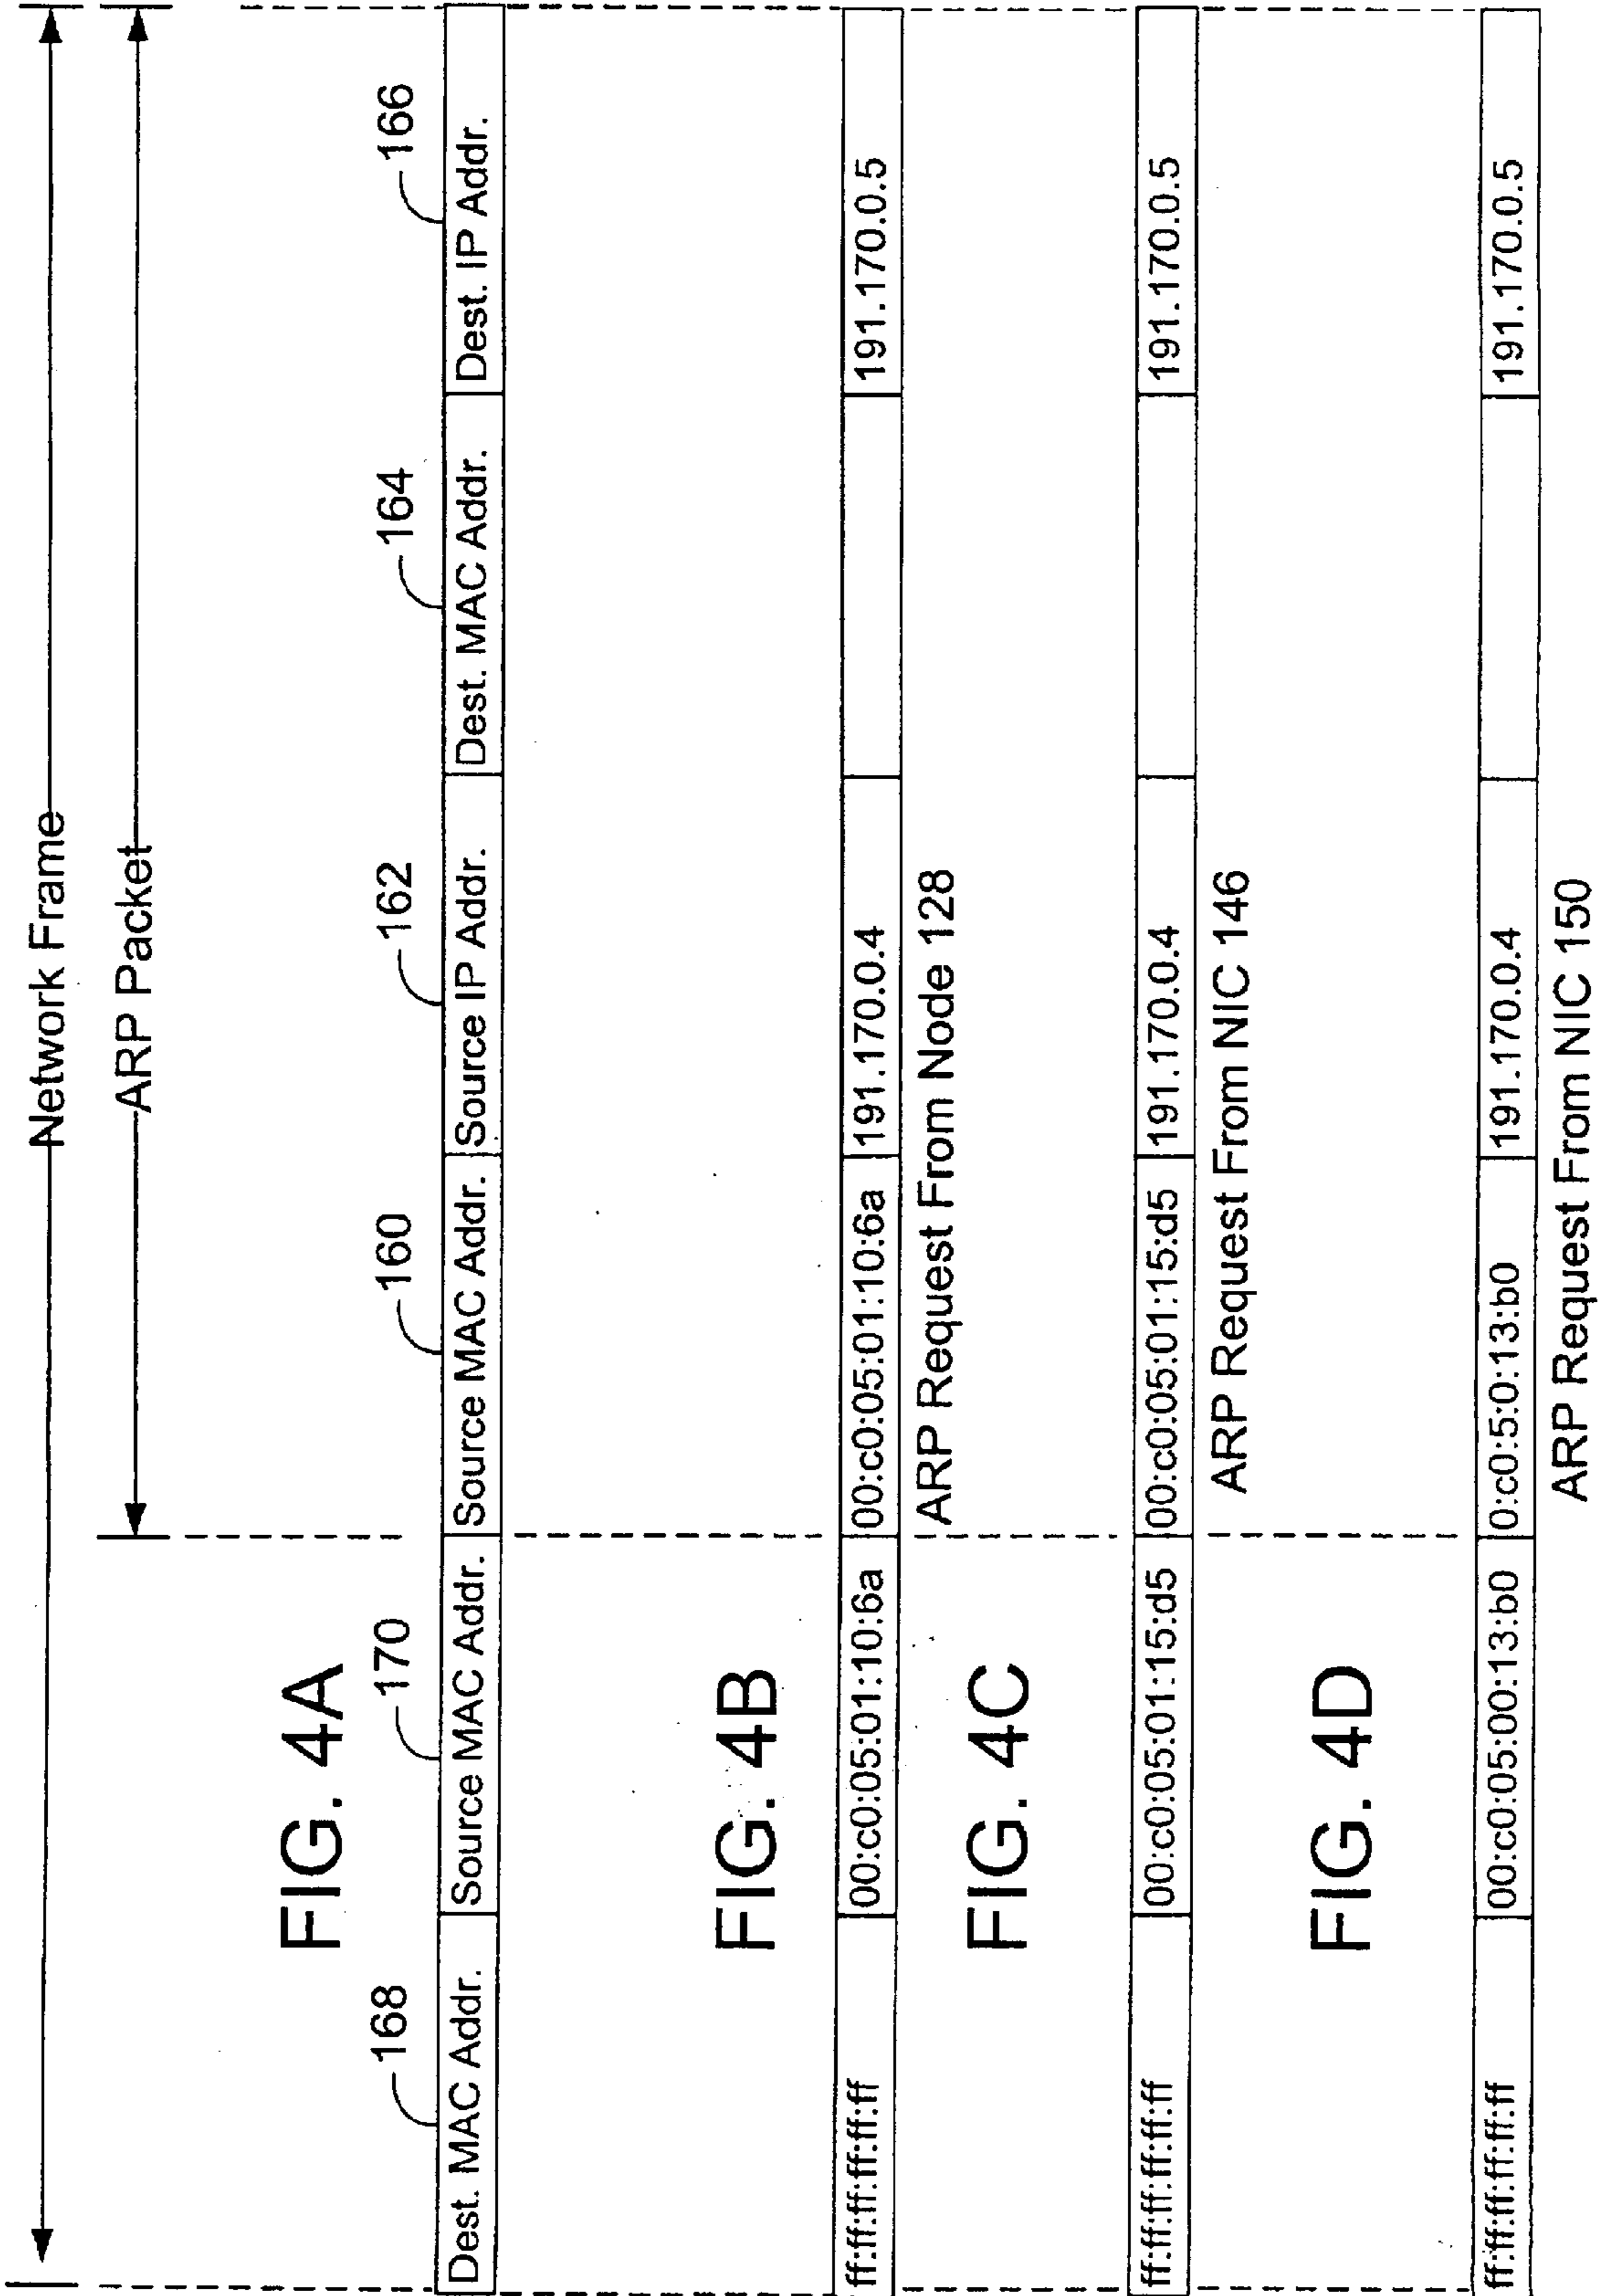 Network Frame
ARP Packet
FIG. 4A
168
170
160
162
164
166
Dest. MAC Addr. Source MAC Addr. Source MAC Addr. Source IP Addr. Dest. MAC Addr. Dest. IP Addr.
FIG. 4B
ff:ff:ff:ff:ff:ff 00:c0:05:01:10:6a 00:c0:05:01:10:6a 191.170.0.4 191.170.0.5
ARP Request From Node 128
FIG. 4C
ff:ff:ff:ff:ff:ff 00:c0:05:01:15:d5 00:c0:05:01:15:d5 191.170.0.4 191.170.0.5
ARP Request From NIC 146
FIG. 4D
ff:ff:ff:ff:ff:ff 00:c0:05:00:13:b0 0:c0:5:0:13:b0 191.170.0.4 191.170.0.5
ARP Request From NIC 150